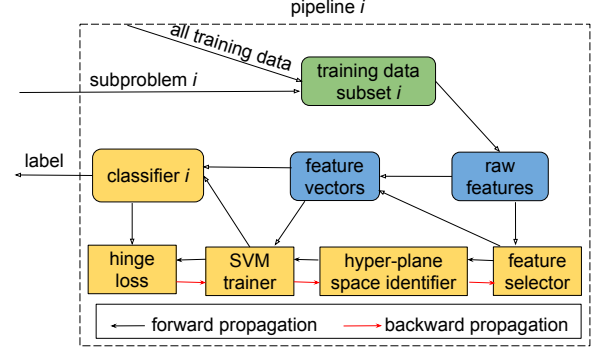 pipeline i
all training data
subproblem i
training data
subset i
label
classifier i
feature
vectors
raw
features
hinge
loss
SVM
trainer
hyper-plane
space identifier
feature
selector
forward propagation
backward propagation